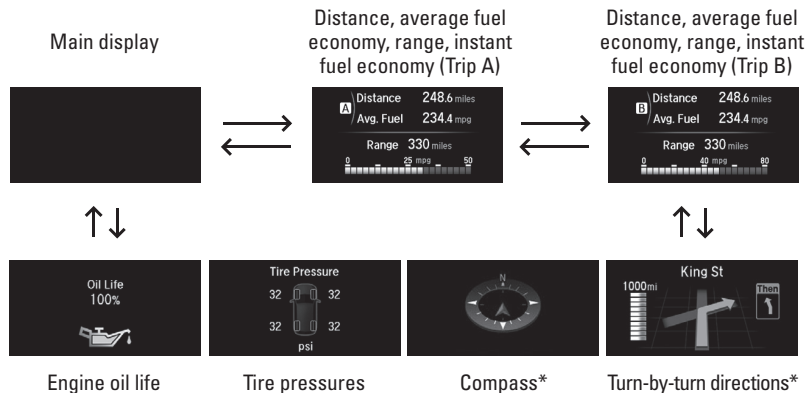 Main display
Distance, average fuel
economy, range, instant
fuel economy (Trip A)
Distance, average fuel
economy, range, instant
fuel economy (Trip B)
A Distance 248.6 miles
Avg. Fuel 234.4 mpg
Range 330 miles
0 25 mpg 50
B Distance 248.6 miles
Avg. Fuel 234.4 mpg
Range 330 miles
0 40 mpg 80
Oil Life
100%
Tire Pressure
32 32
32 32
psi
N
King St
1000mi
Then
Engine oil life
Tire pressures
Compass*
Turn-by-turn directions*